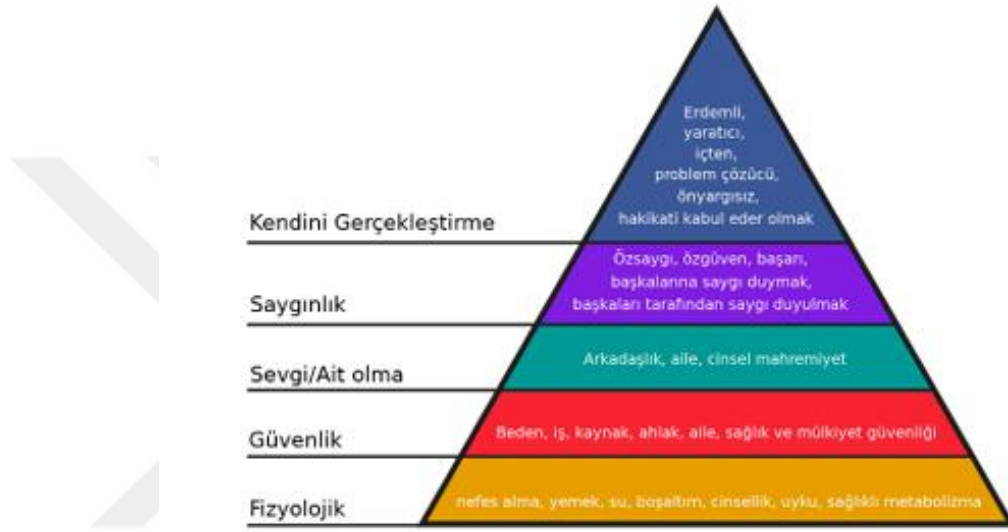 Erdemli,
yaratıcı,
içten,
problem çözücü,
önyargısız,
hakikati kabul eder olmak
Kendini Gerçekleştirme
Özsaygı, özgüven, başarı,
başkalarına saygı duymak,
başkaları tarafından saygı duyulmak
Saygınlık
Arkadaşlık, aile, cinsel mahremiyet
Sevgi/Ait olma
Beden, iş, kaynak, ahlak, aile, sağlık ve mülkiyet güvenliği
Güvenlik
nefes alma, yemek, su, boşaltım, cinsellik, uyku, sağlıklı metabolizma
Fizyolojik